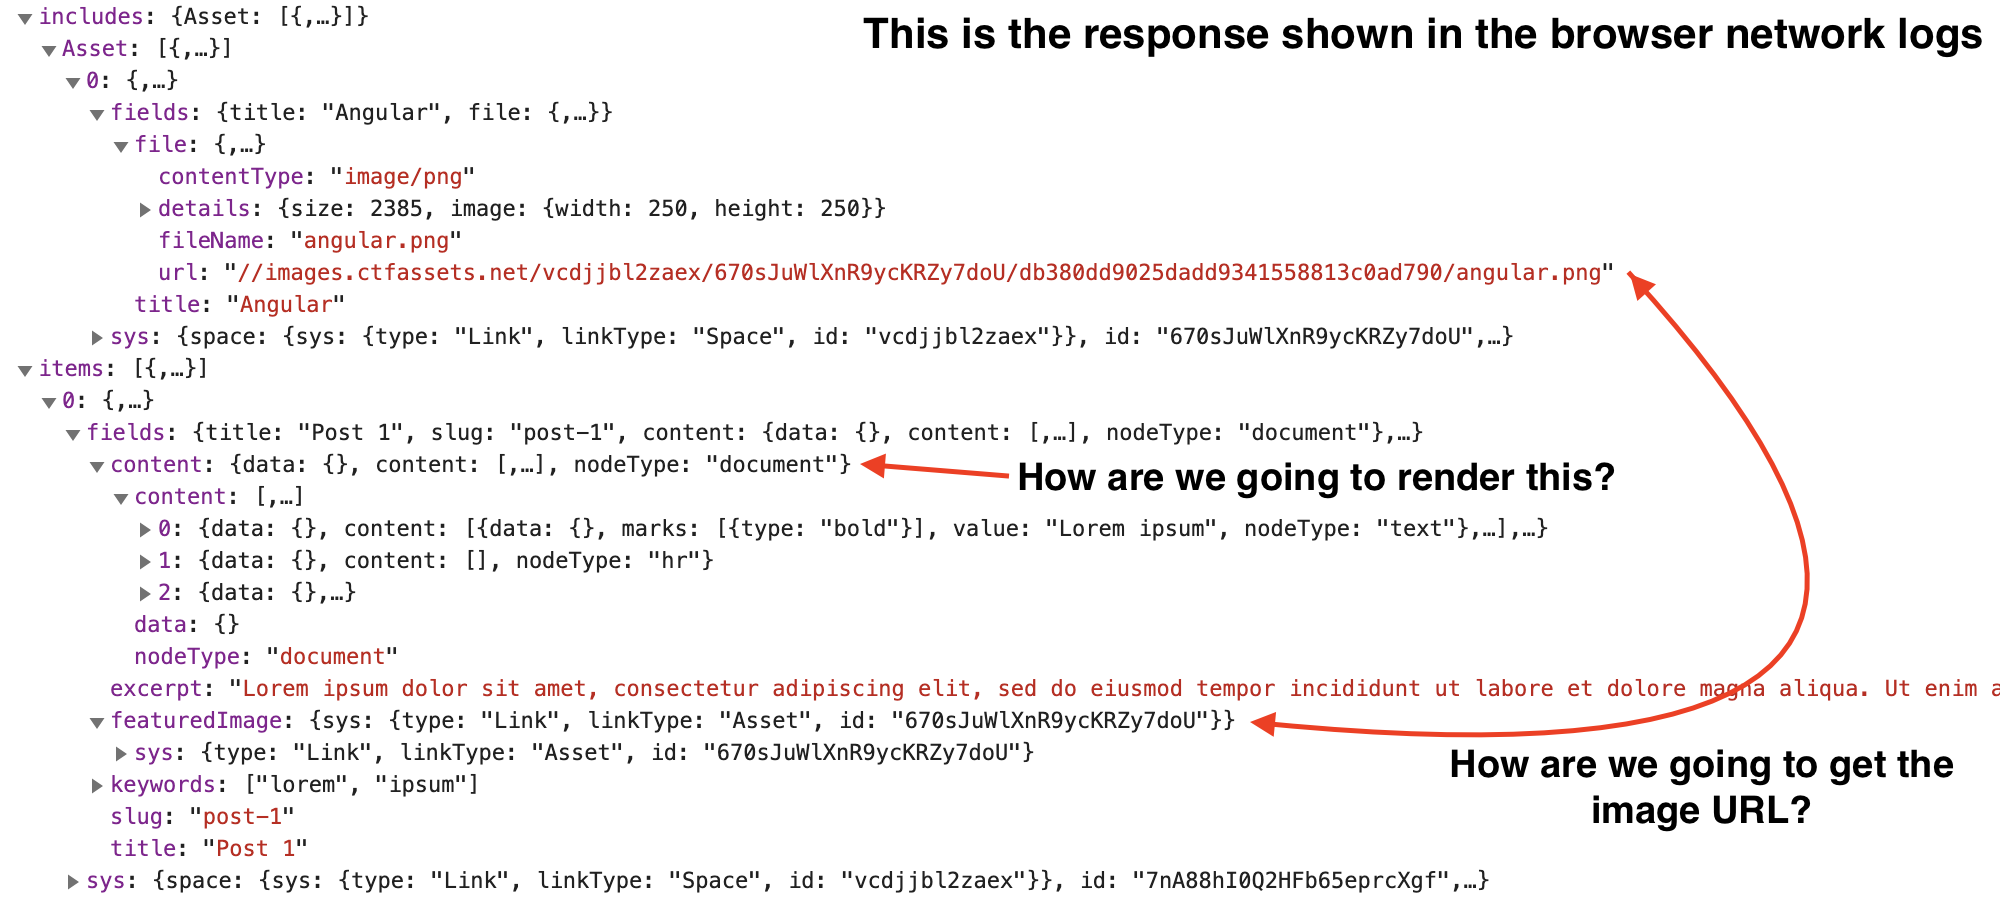 includes: {Asset: [{,…}]}
This is the response shown in the browser network logs
Asset: [{,…}]
0: {,…}
fields: {title: "Angular", file: {,…}}
file: {,…}
contentType: "image/png"
details: {size: 2385, image: {width: 250, height: 250}}
fileName: "angular.png"
url: "//images.ctfassets.net/vcdjjbl2zaex/670sJuWlXnR9ycKRZy7doU/db380dd9025dadd9341558813c0ad790/angular.png"
title: "Angular"
sys: {space: {sys: {type: "Link", linkType: "Space", id: "vcdjjbl2zaex"}}, id: "670sJuWlXnR9ycKRZy7doU",…}
items: [{,…}]
0: {,…}
fields: {title: "Post 1", slug: "post-1", content: {data: {}, content: [,…], nodeType: "document"},…}
content: {data: {}, content: [,…], nodeType: "document"}
How are we going to render this?
content: [,…]
0: {data: {}, content: [{data: {}, marks: [{type: "bold"}], value: "Lorem ipsum", nodeType: "text"},…],…}
1: {data: {}, content: [], nodeType: "hr"}
2: {data: {},…}
data: {}
nodeType: "document"
excerpt: "Lorem ipsum dolor sit amet, consectetur adipiscing elit, sed do eiusmod tempor incididunt ut labore et dolore magna aliqua. Ut enim a
featuredImage: {sys: {type: "Link", linkType: "Asset", id: "670sJuWlXnR9ycKRZy7doU"}}
sys: {type: "Link", linkType: "Asset", id: "670sJuWlXnR9ycKRZy7doU"}
How are we going to get the
image URL?
keywords: ["lorem", "ipsum"]
slug: "post-1"
title: "Post 1"
sys: {space: {sys: {type: "Link", linkType: "Space", id: "vcdjjbl2zaex"}}, id: "7nA88hI0Q2HFb65eprcXgf",…}